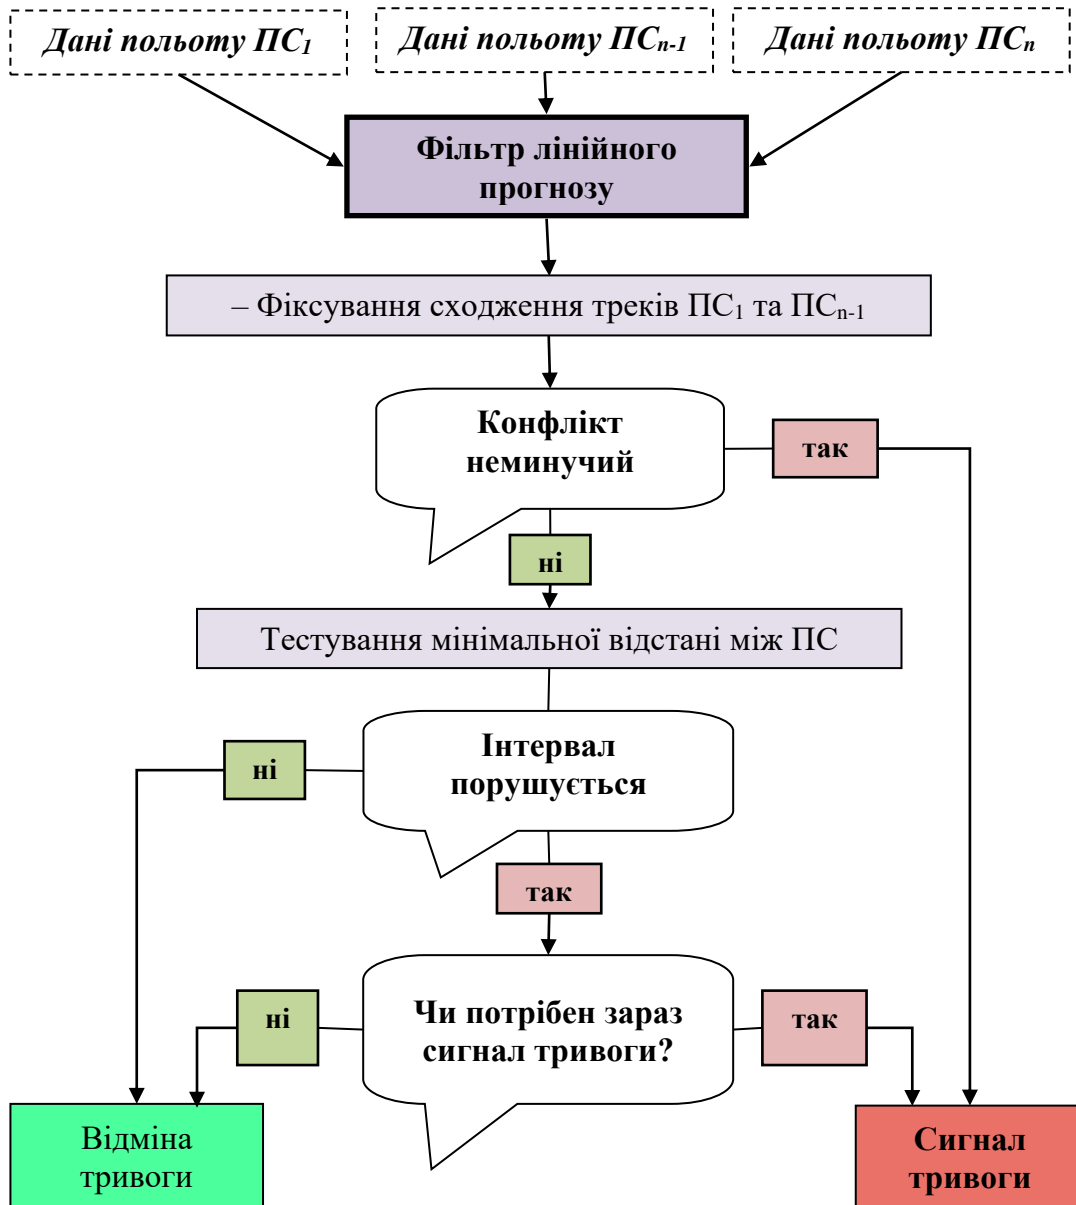 Дані польоту ПС1
Дані польоту ПСn-1
Дані польоту ПСn
Фільтр лінійного
прогнозу
– Фіксування сходження треків ПС1 та ПСn-1
Конфлікт
неминучий
так
ні
Тестування мінімальної відстані між ПС
Інтервал
порушується
ні
так
Чи потрібен зараз
сигнал тривоги?
ні
так
Відміна
тривоги
Сигнал
тривоги